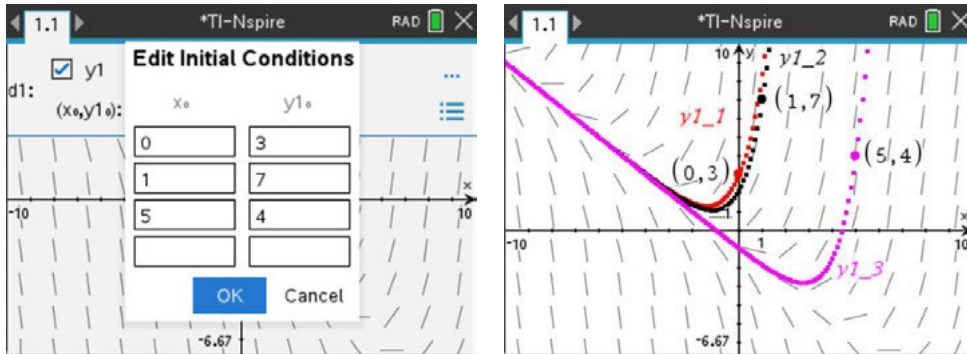 1.1 *TI-Nspire RAD
Edit Initial Conditions
y1
d1:
(x₀,y1₀):
x₀ y1₀
0 3
1 7
5 4
OK Cancel
x
-10 10
-6.67
1.1 *TI-Nspire RAD
10 y
y1_2
y1_1
(1,7)
(0,3)
(5,4)
1
x
-10 1 10
y1_3
-6.67